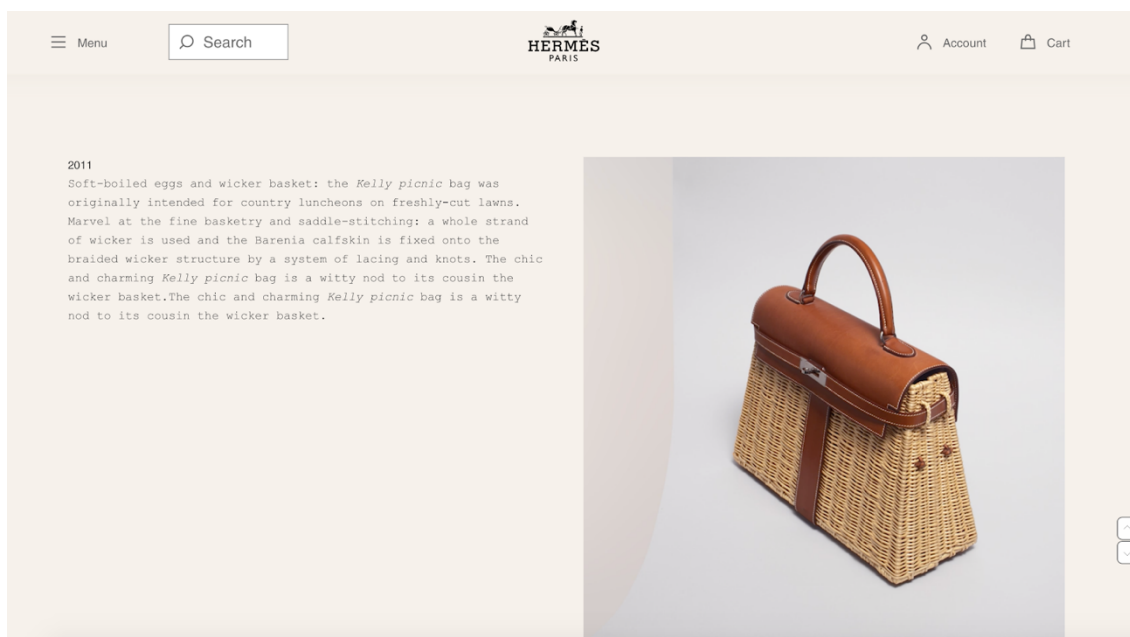 Menu
Search
HERMÈS
PARIS
Account
Cart
2011
Soft-boiled eggs and wicker basket: the Kelly picnic bag was
originally intended for country luncheons on freshly-cut lawns.
Marvel at the fine basketry and saddle-stitching: a whole strand
of wicker is used and the Barenia calfskin is fixed onto the
braided wicker structure by a system of lacing and knots. The chic
and charming Kelly picnic bag is a witty nod to its cousin the
wicker basket.The chic and charming Kelly picnic bag is a witty
nod to its cousin the wicker basket.